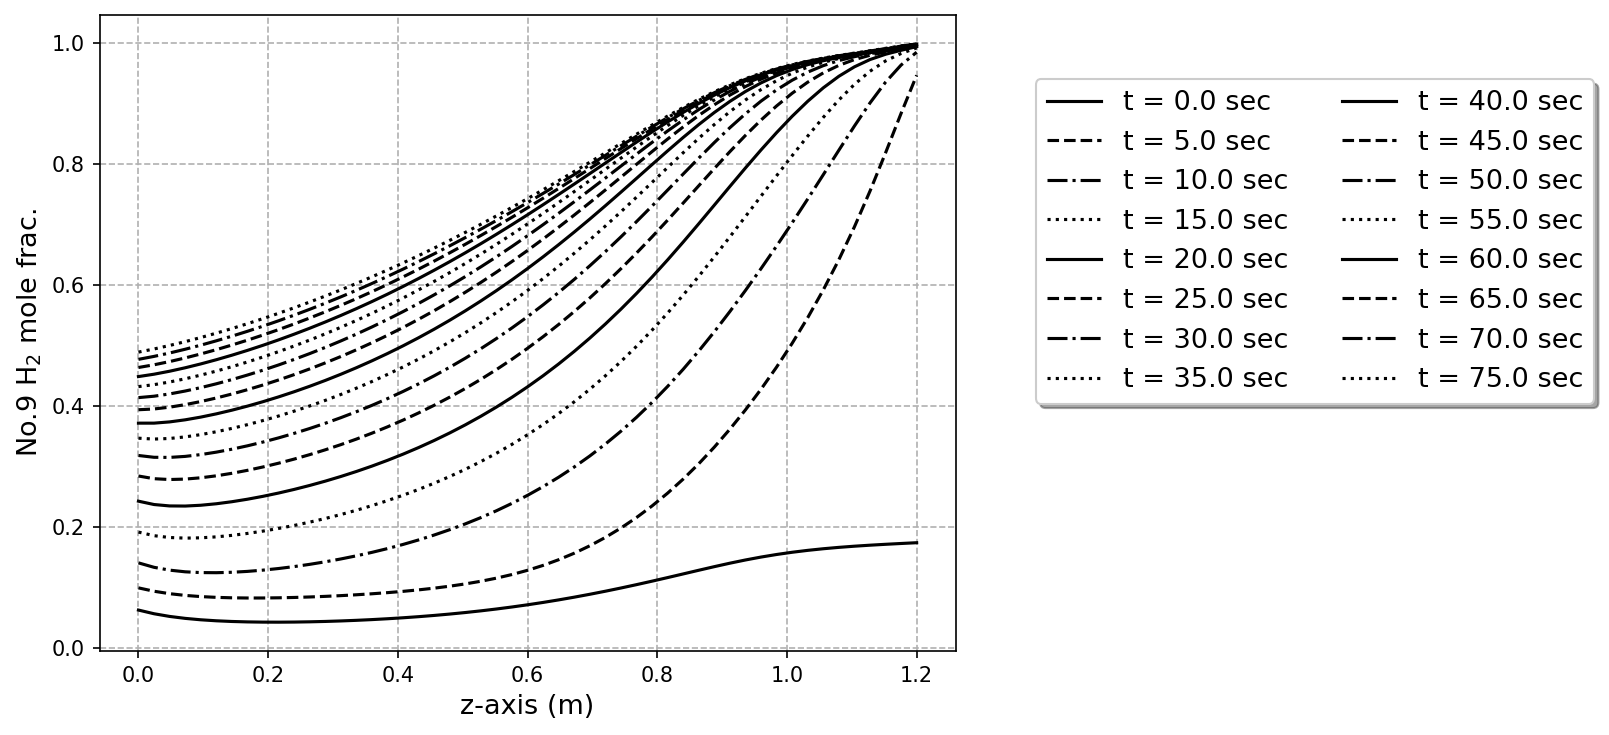 1.0
0.8
0.6
0.4
0.2
0.0
No.9 H₂ mole frac.
0.0 0.2 0.4 0.6 0.8 1.0 1.2
z-axis (m)
t = 0.0 sec
t = 5.0 sec
t = 10.0 sec
t = 15.0 sec
t = 20.0 sec
t = 25.0 sec
t = 30.0 sec
t = 35.0 sec
t = 40.0 sec
t = 45.0 sec
t = 50.0 sec
t = 55.0 sec
t = 60.0 sec
t = 65.0 sec
t = 70.0 sec
t = 75.0 sec